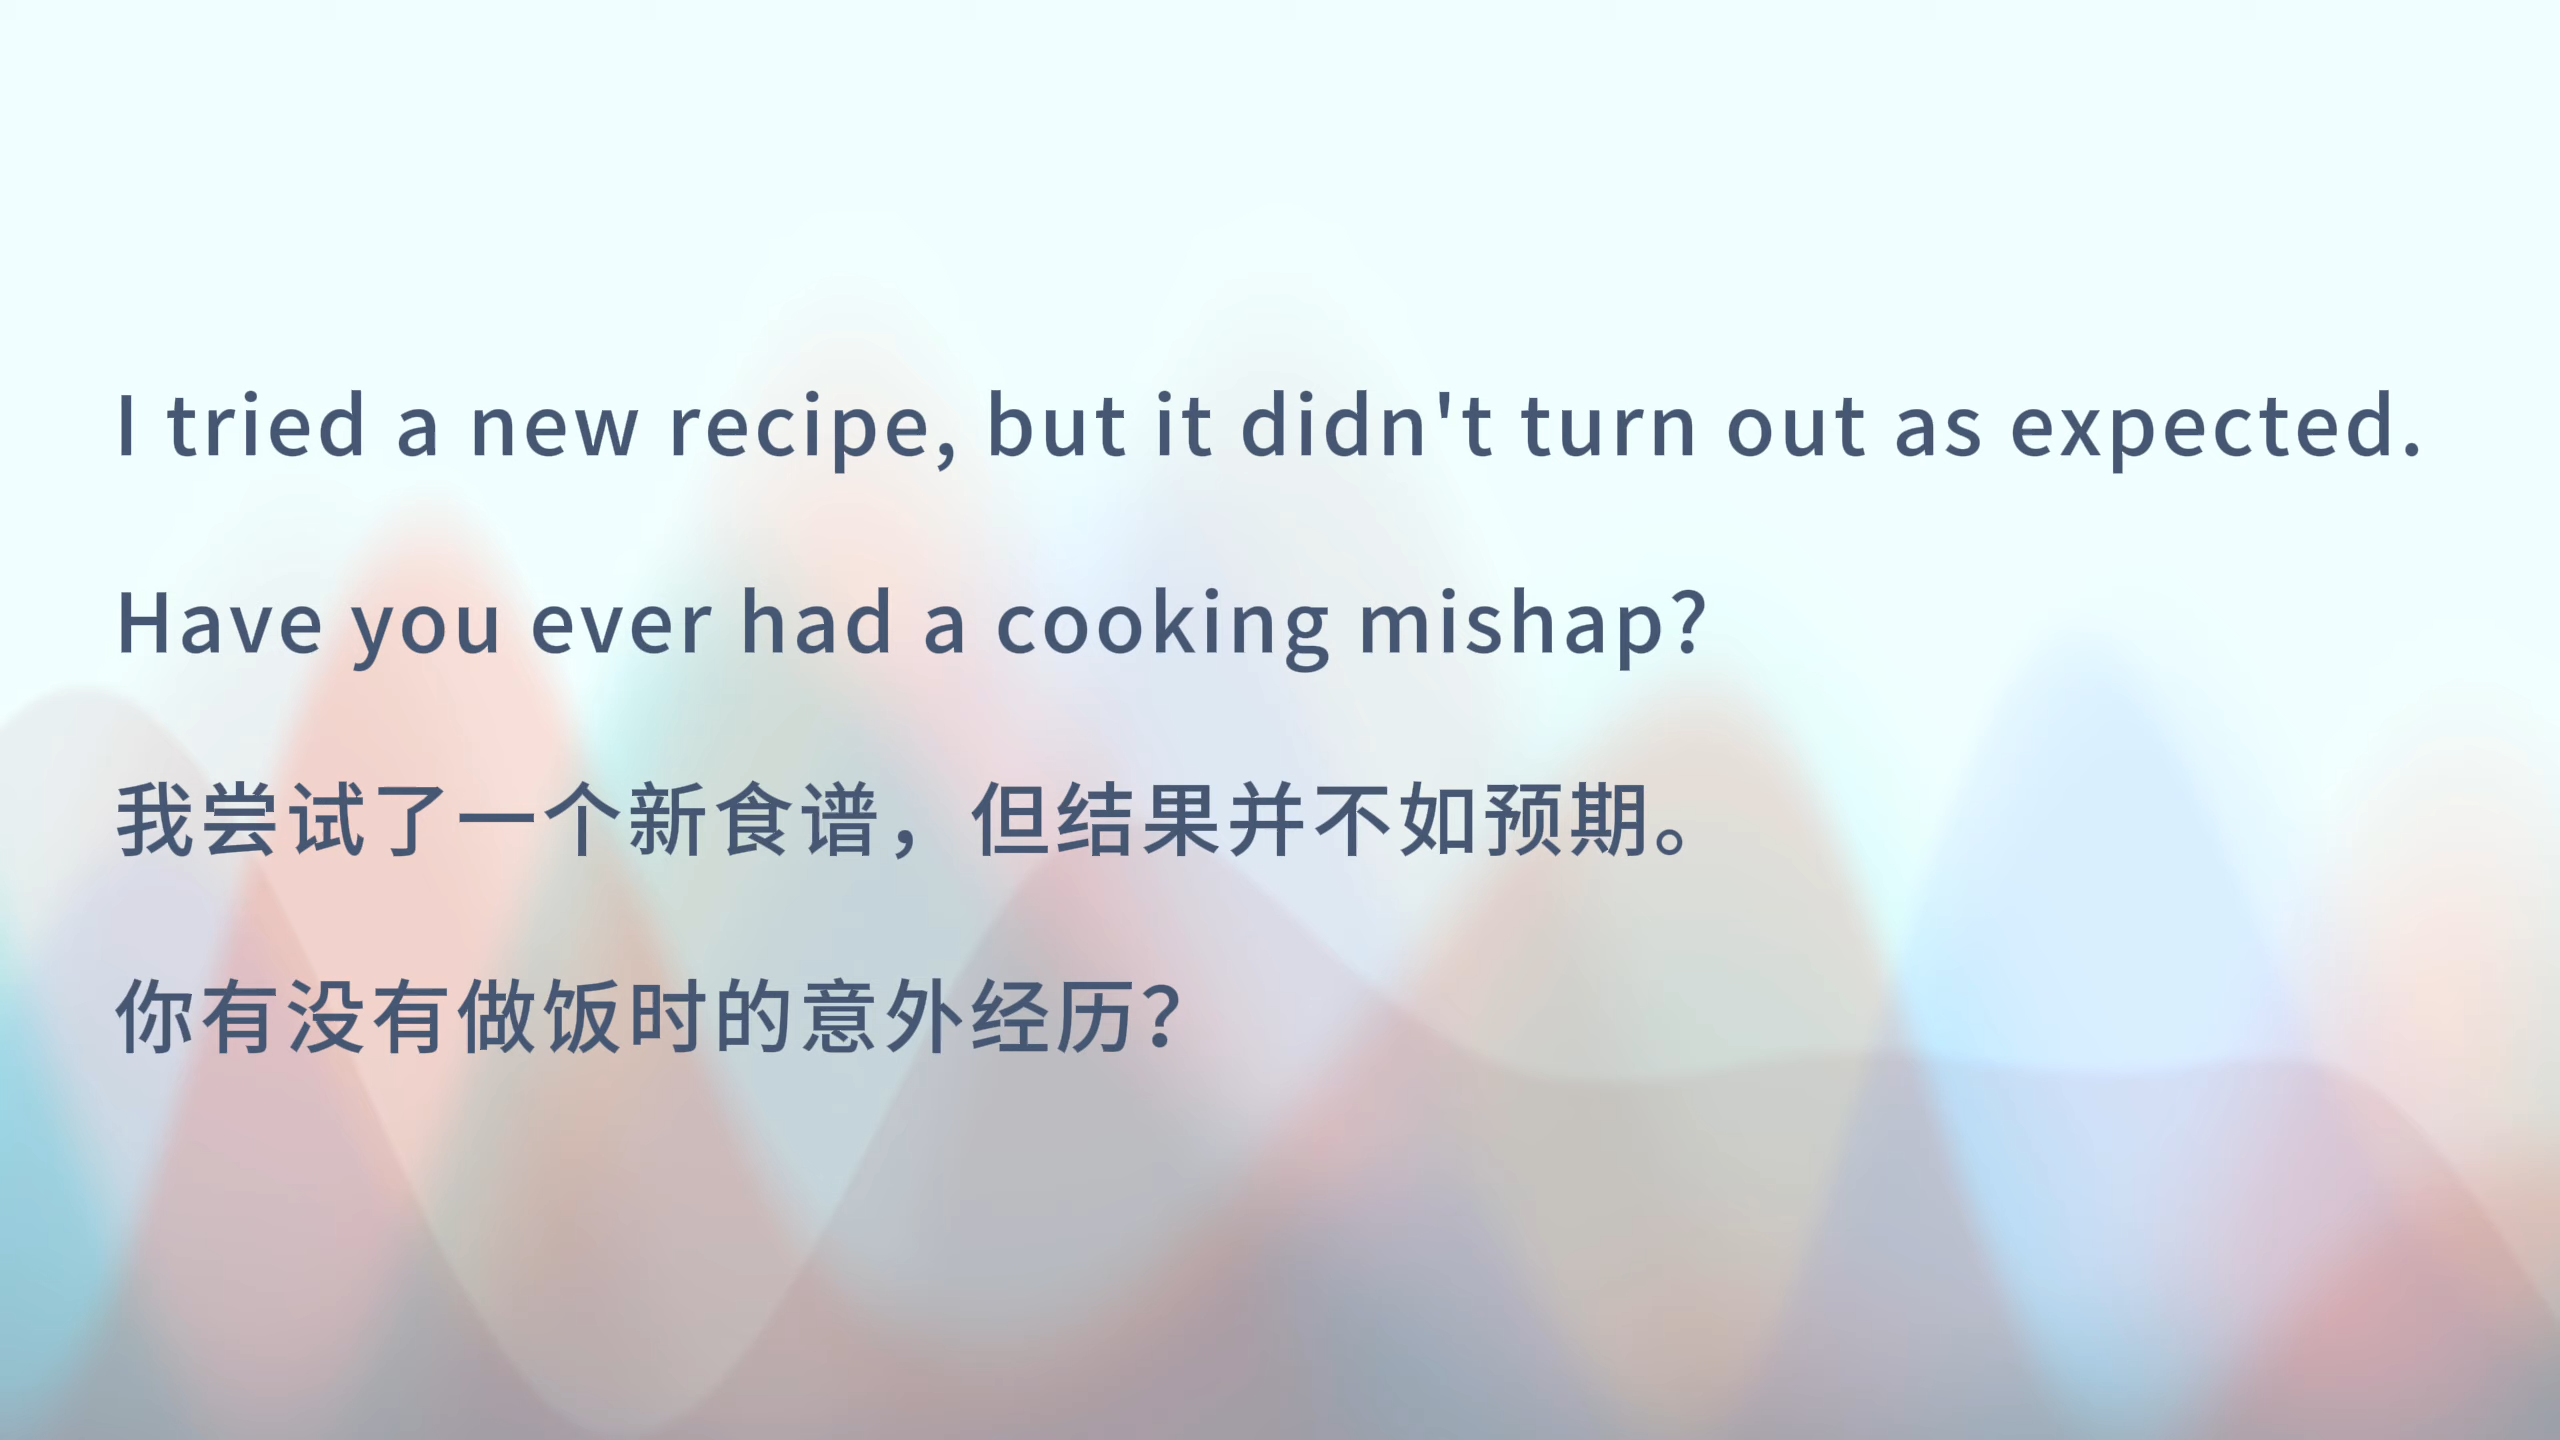 I tried a new recipe, but it didn't turn out as expected.
Have you ever had a cooking mishap?
我尝试了一个新食谱，但结果并不如预期。
你有没有做饭时的意外经历？